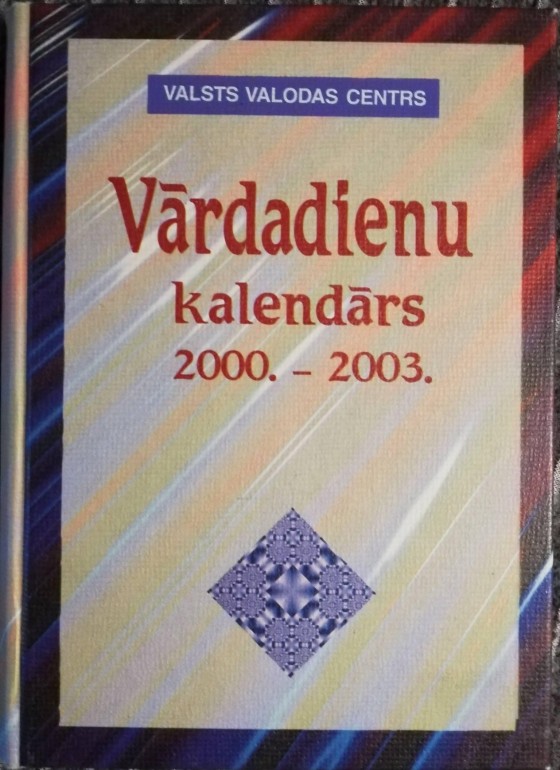 VALSTS VALODAS CENTRS
Vārdadienu
kalendārs
2000. – 2003.